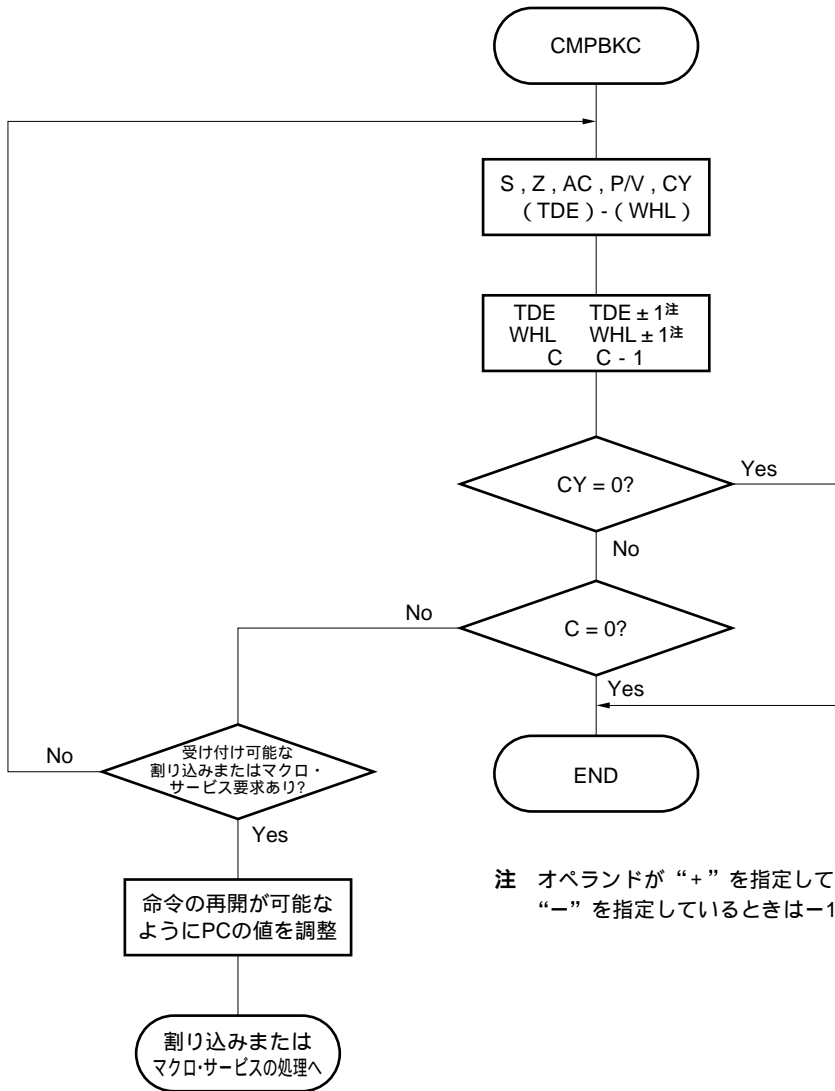 CMPBKC
S , Z , AC , P/V , CY
( TDE ) - ( WHL )
TDE TDE ± 1注
WHL WHL ± 1注
C C - 1
CY = 0?
Yes
No
C = 0?
No
Yes
受け付け可能な
割り込みまたはマクロ・
サービス要求あり?
No
Yes
END
命令の再開が可能な
ようにPCの値を調整
割り込みまたは
マクロ・サービスの処理へ
注 オペランドが “+” を指定して
“ー” を指定しているときはー1